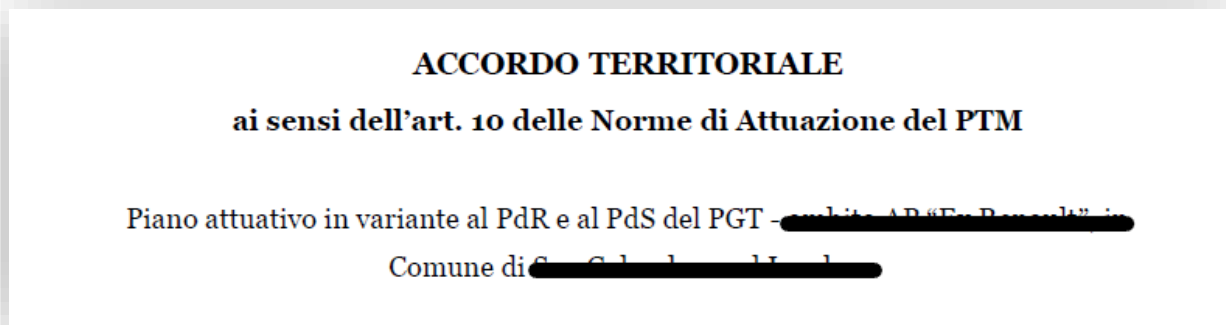 ACCORDO TERRITORIALE
ai sensi dell’art. 10 delle Norme di Attuazione del PTM
Piano attuativo in variante al PdR e al PdS del PGT -
Comune di